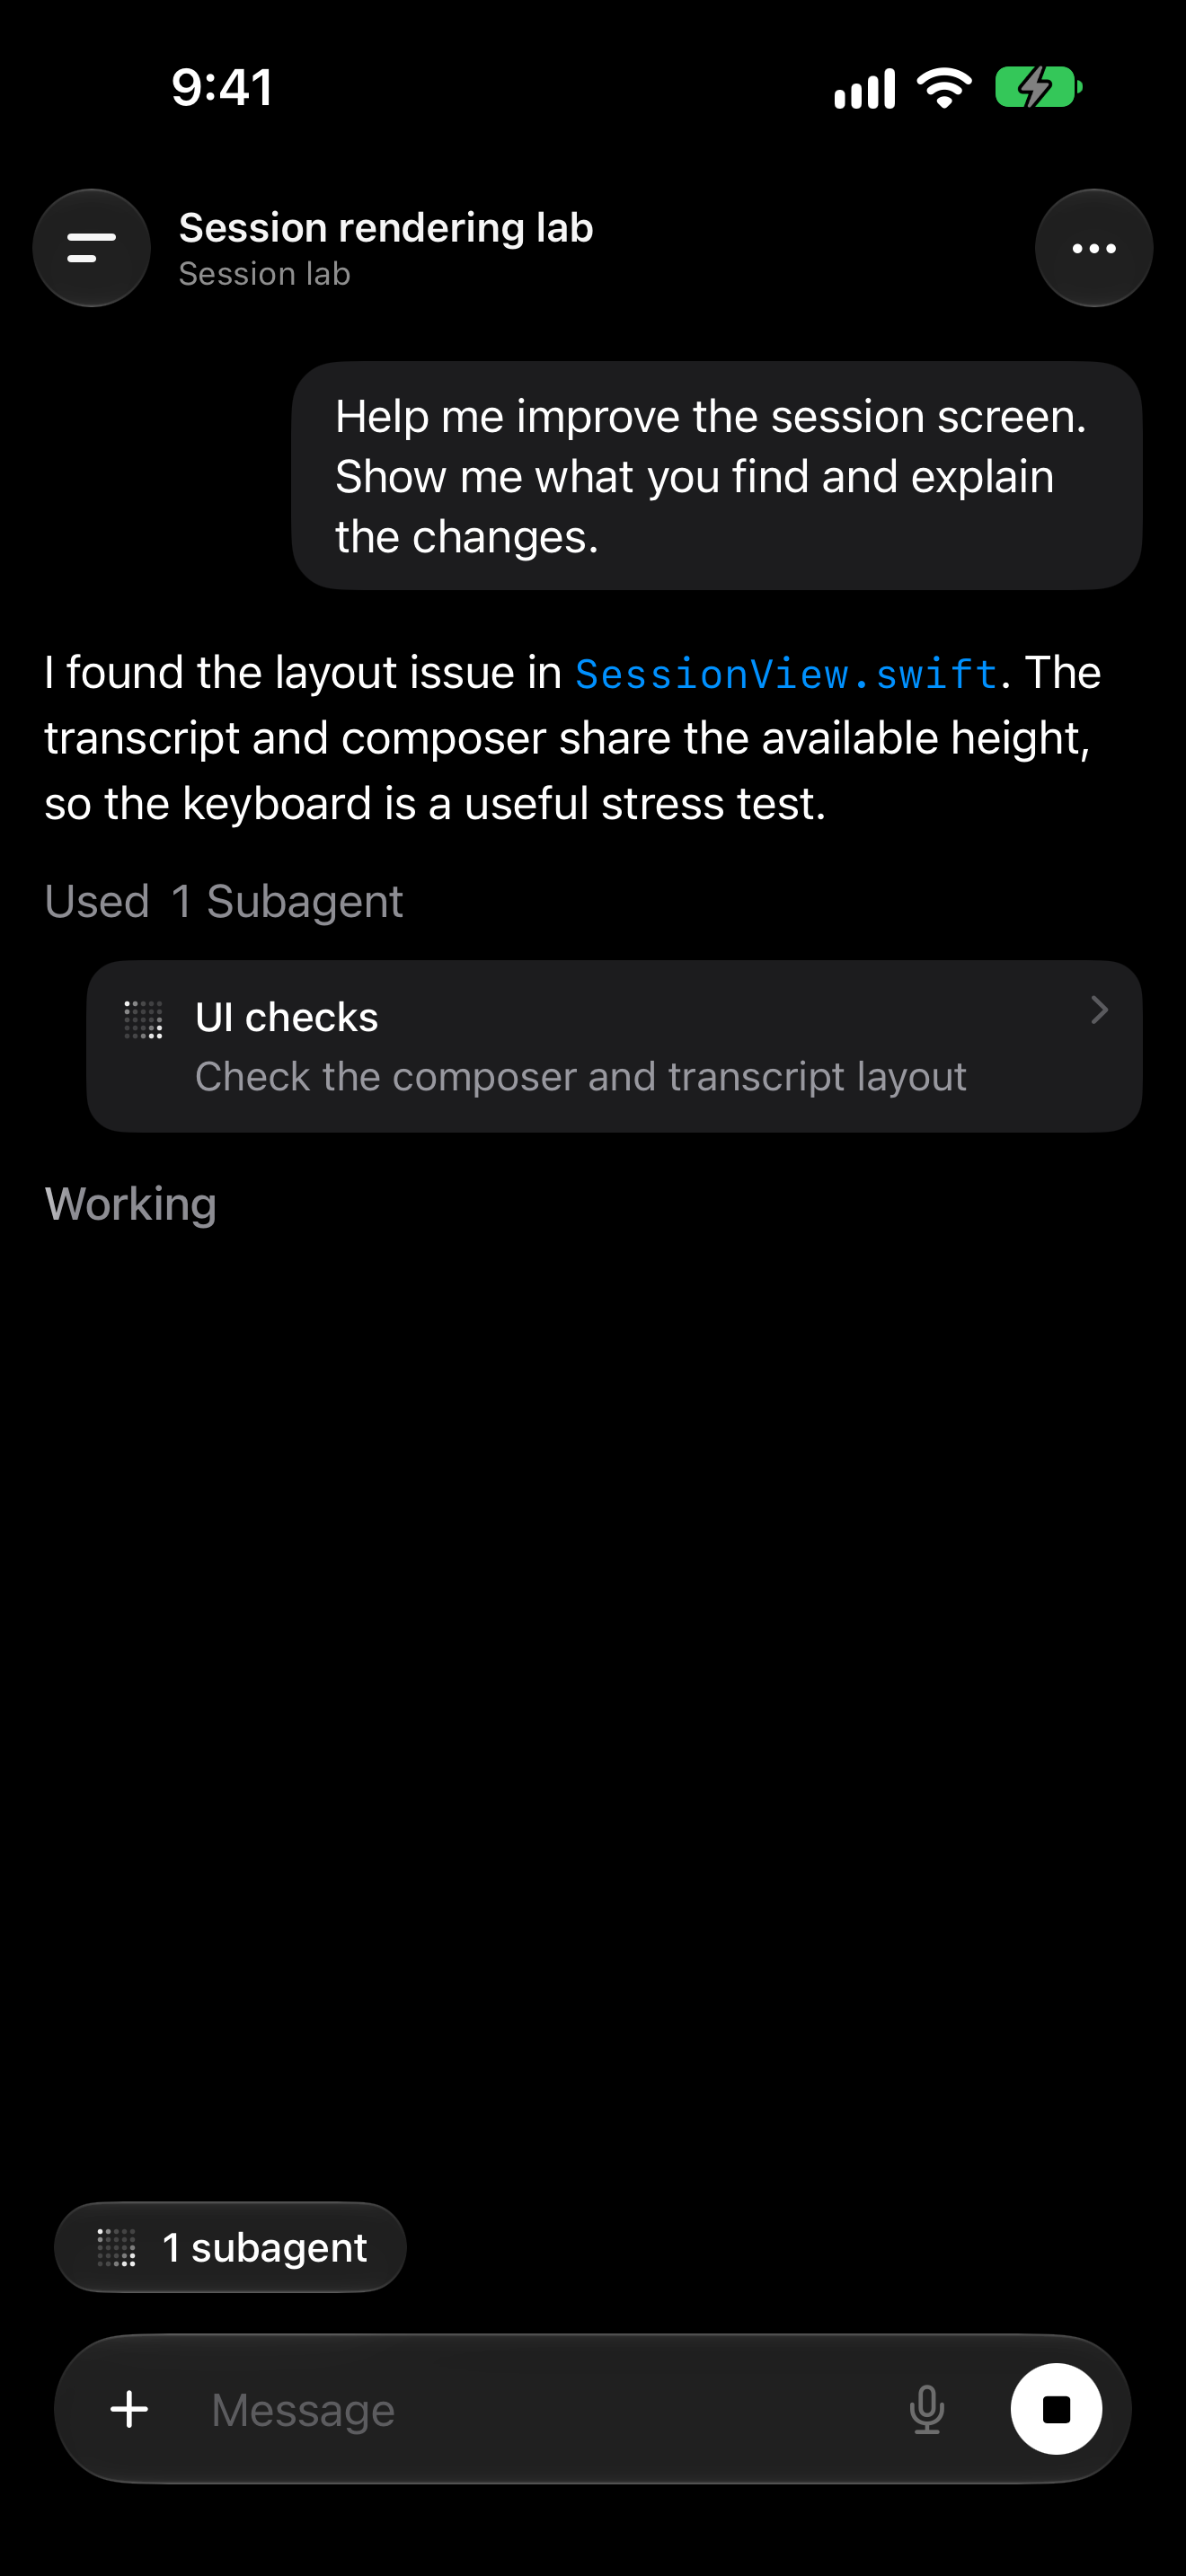 9:41
Session rendering lab
Session lab
Help me improve the session screen.
Show me what you find and explain
the changes.
I found the layout issue in SessionView.swift. The
transcript and composer share the available height,
so the keyboard is a useful stress test.
Used 1 Subagent
UI checks
Check the composer and transcript layout
Working
1 subagent
Message